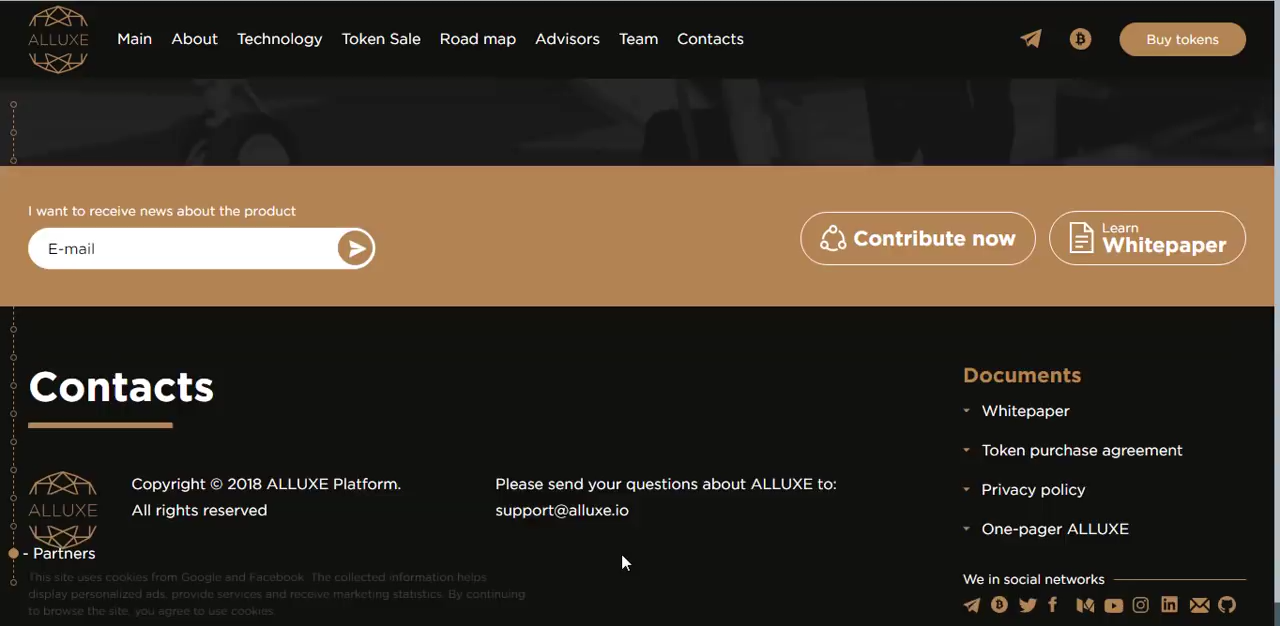 ALLUXE
Main About Technology Token Sale Road map Advisors Team Contacts
Buy tokens
I want to receive news about the product
E-mail
Contribute now
Learn
Whitepaper
Contacts
ALLUXE
Copyright © 2018 ALLUXE Platform.
All rights reserved
Please send your questions about ALLUXE to:
support@alluxe.io
- Partners
This site uses cookies from Google and Facebook. The collected information helps
display personalized ads, provide services and receive marketing statistics. By continuing
to browse the site, you agree to use cookies.
Documents
Whitepaper
Token purchase agreement
Privacy policy
One-pager ALLUXE
We in social networks